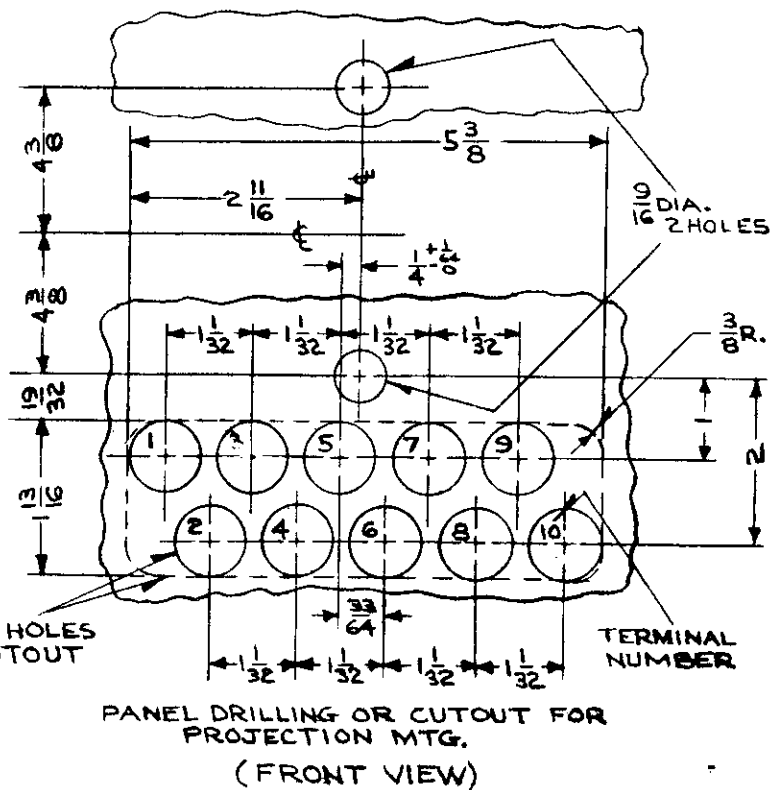 4 3/8
5 3/8
2 11/16
℄
℄
9/16 DIA.
2 HOLES
1/4 +1/64 -0
4 3/8
1 1/32 1 1/32 1 1/32 1 1/32
3/8 R.
19/32
1
2
1 3 5 7 9
1 13/16
2 4 6 8 10
HOLES
TOUT
33/64
TERMINAL
NUMBER
1 1/32 1 1/32 1 1/32 1 1/32
PANEL DRILLING OR CUTOUT FOR
PROJECTION MTG.
(FRONT VIEW)